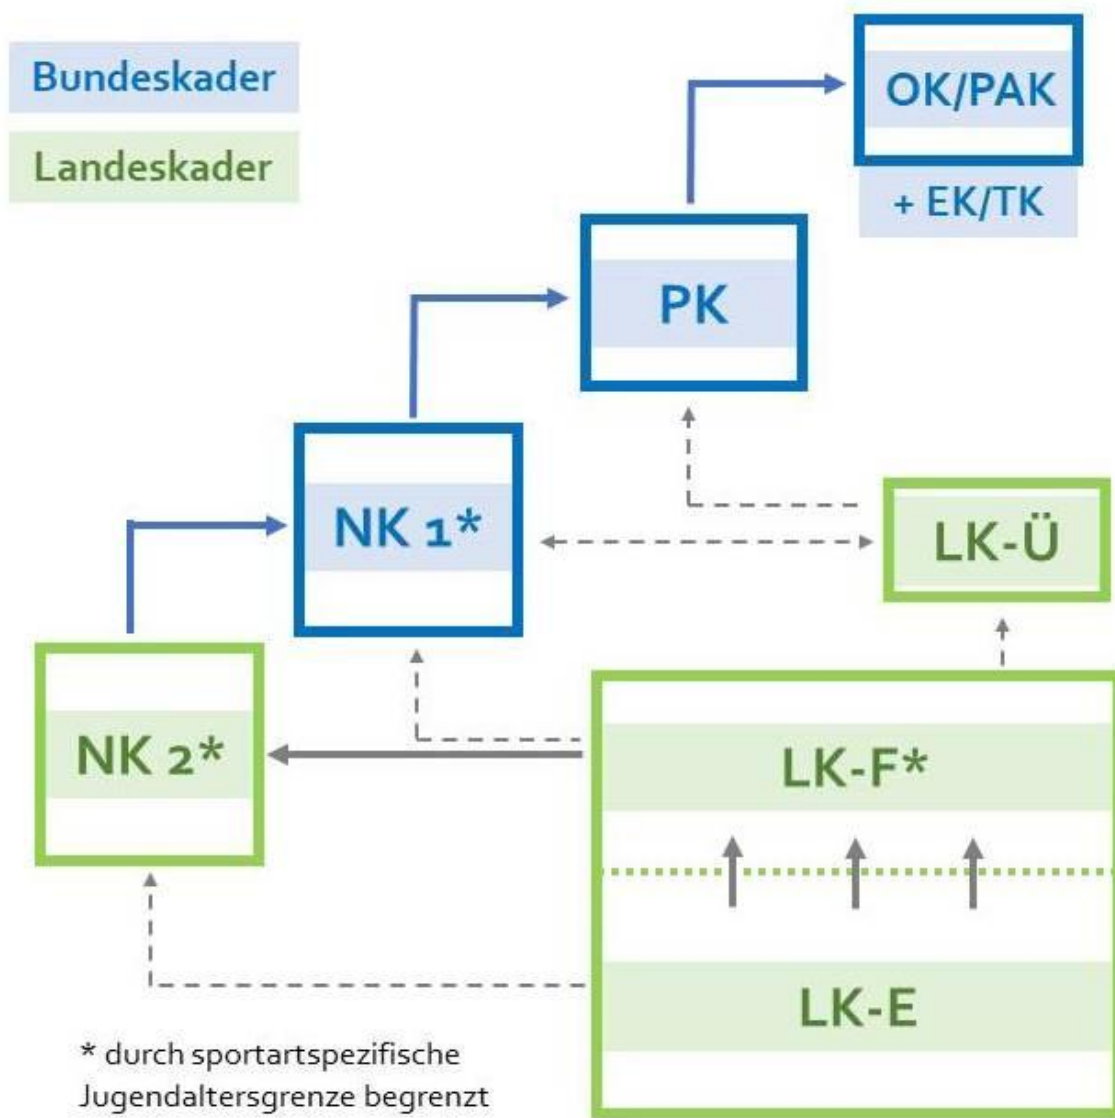 Bundeskader
Landeskader
OK/PAK
+ EK/TK
PK
NK 1*
LK-Ü
NK 2*
LK-F*
LK-E
* durch sportartspezifische
Jugendaltersgrenze begrenzt